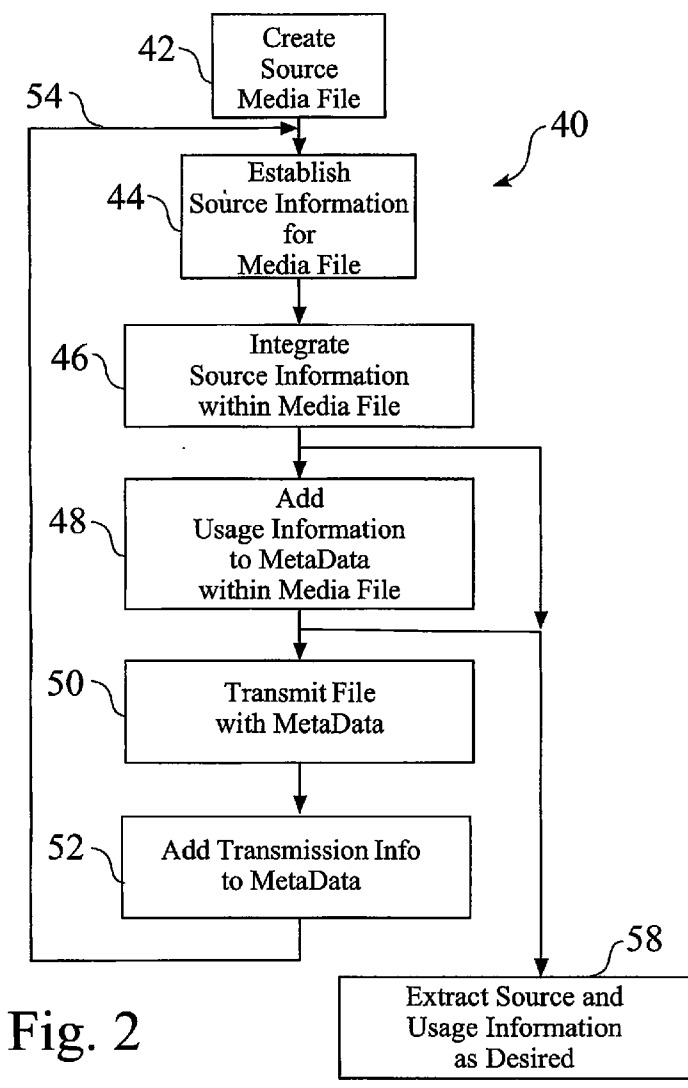 42
Create
Source
Media File
54
40
44
Establish
Source Information
for
Media File
46
Integrate
Source Information
within Media File
48
Add
Usage Information
to MetaData
within Media File
50
Transmit File
with MetaData
52
Add Transmission Info
to MetaData
58
Extract Source and
Usage Information
as Desired
Fig. 2